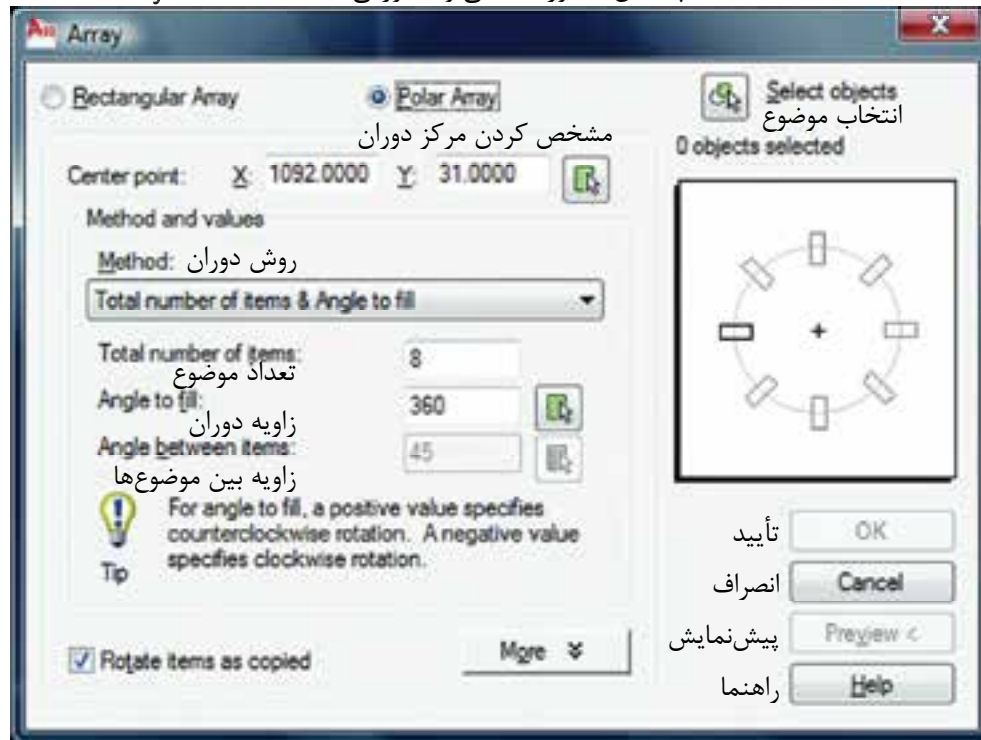 Array
Rectangular Array
Polar Array
Select objects
انتخاب موضوع
0 objects selected
مشخص کردن مرکز دوران
Center point: X: 1092.0000 Y: 31.0000
Method and values
Method: روش دوران
Total number of items & Angle to fill
Total number of items: 8
تعداد موضوع
Angle to fill: 360
زاویه دوران
Angle between items: 45
زاویه بین موضوع‌ها
For angle to fill, a positive value specifies
counterclockwise rotation. A negative value
specifies clockwise rotation.
Tip
Rotate items as copied
More
تأیید OK
انصراف Cancel
پیش‌نمایش Preview <
راهنما Help